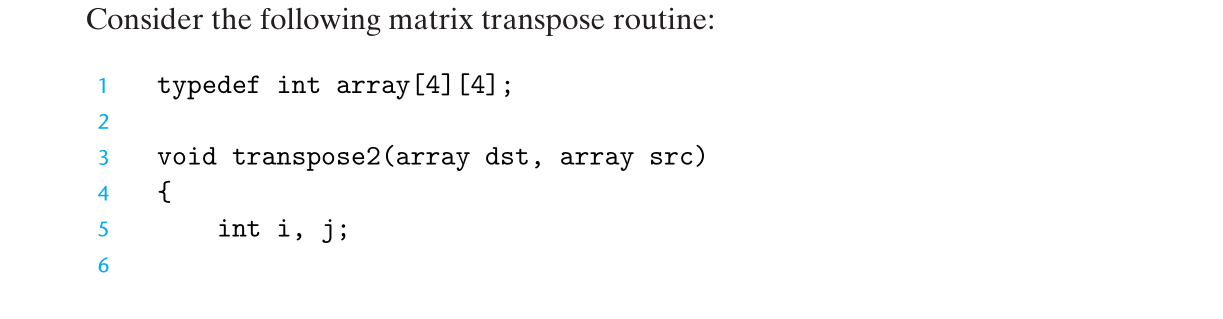 Consider the following matrix transpose routine:
1 typedef int array[4][4];
2
3 void transpose2(array dst, array src)
4 {
5 int i, j;
6